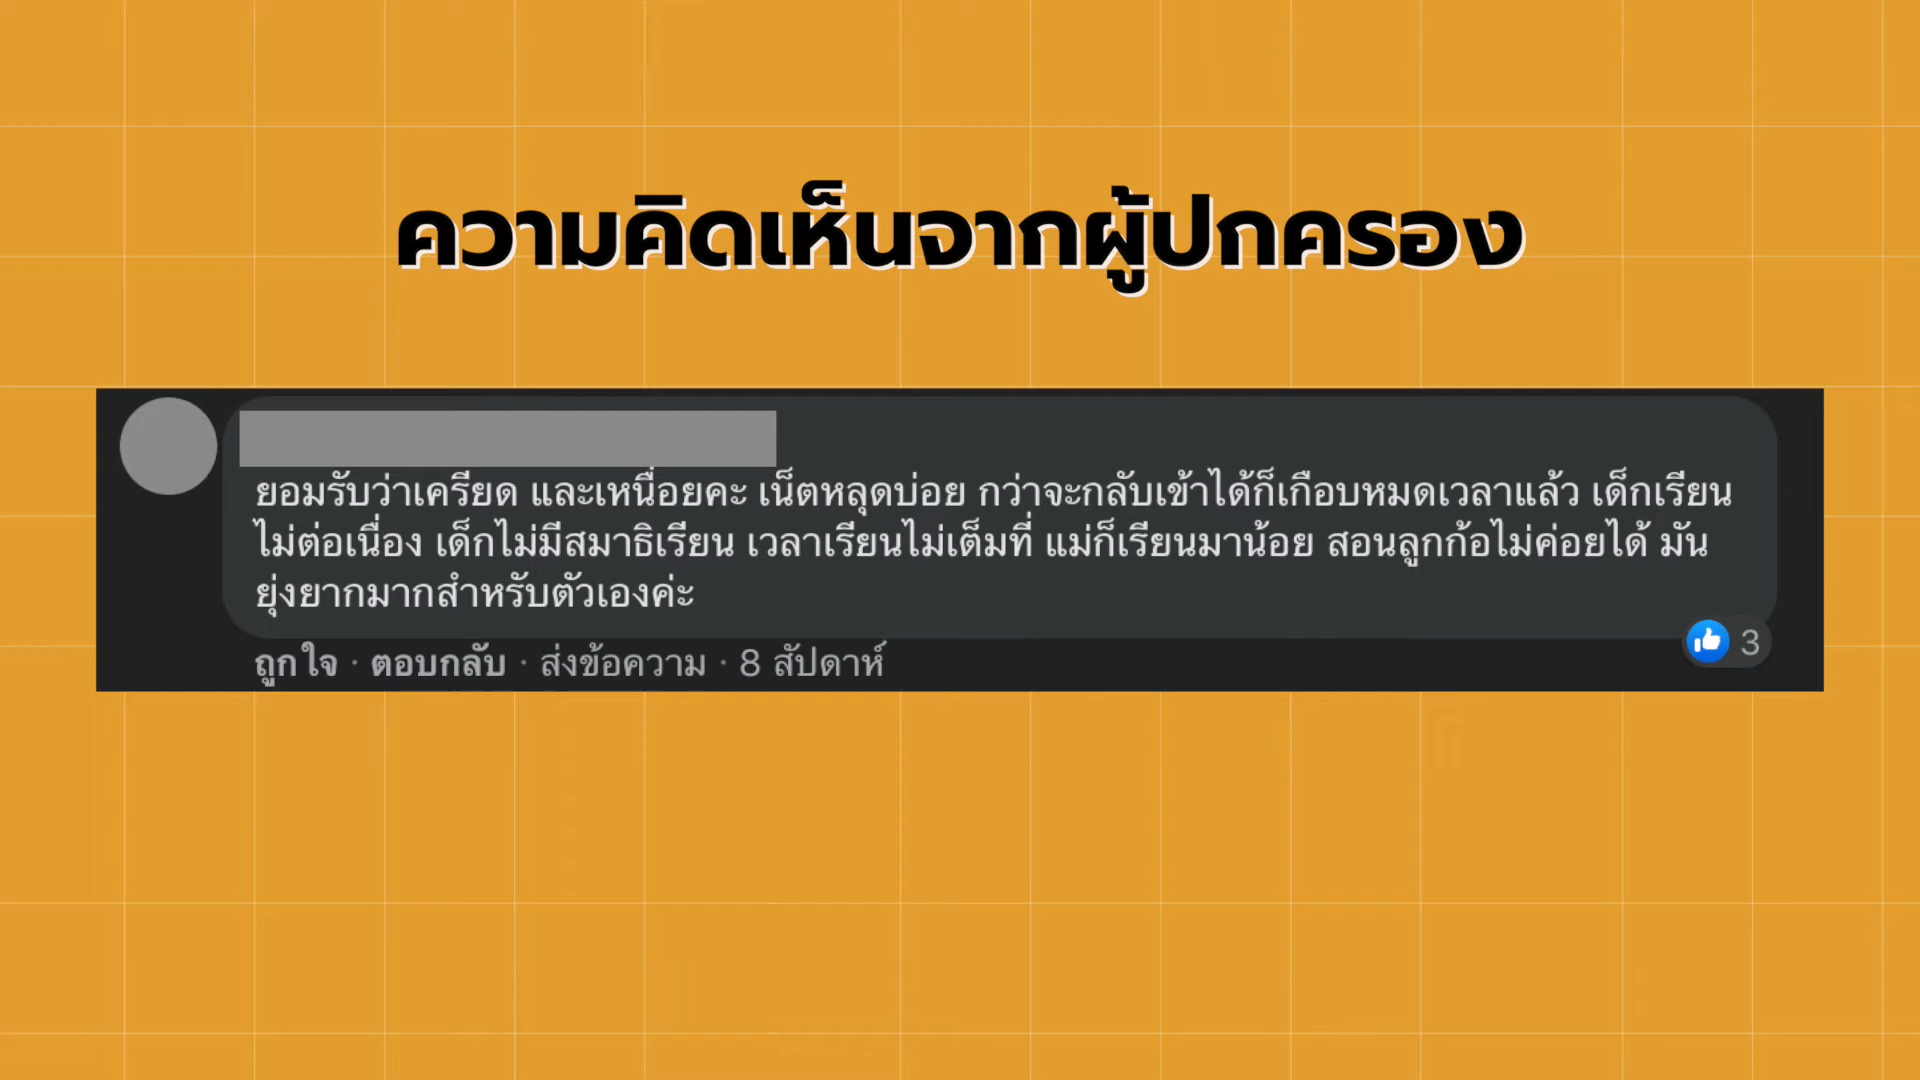 ความคิดเห็นจากผู้ปกครอง
ยอมรับว่าเครียด และเหนื่อยคะ เน็ตหลุดบ่อย กว่าจะกลับเข้าได้ก็เกือบหมดเวลาแล้ว เด็กเรียน
ไม่ต่อเนื่อง เด็กไม่มีสมาธิเรียน เวลาเรียนไม่เต็มที่ แม่ก็เรียนมาน้อย สอนลูกก้อไม่ค่อยได้ มัน
ยุ่งยากมากสำหรับตัวเองค่ะ
3
ถูกใจ · ตอบกลับ · ส่งข้อความ · 8 สัปดาห์